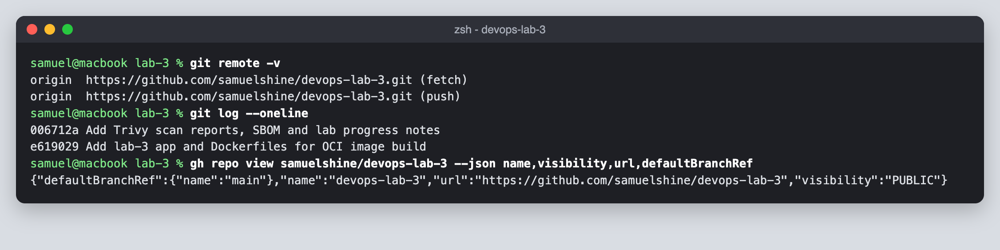 zsh - devops-lab-3
samuel@macbook lab-3 % git remote -v
origin  https://github.com/samuelshine/devops-lab-3.git (fetch)
origin  https://github.com/samuelshine/devops-lab-3.git (push)
samuel@macbook lab-3 % git log --oneline
006712a Add Trivy scan reports, SBOM and lab progress notes
e619029 Add lab-3 app and Dockerfiles for OCI image build
samuel@macbook lab-3 % gh repo view samuelshine/devops-lab-3 --json name,visibility,url,defaultBranchRef
{"defaultBranchRef":{"name":"main"},"name":"devops-lab-3","url":"https://github.com/samuelshine/devops-lab-3","visibility":"PUBLIC"}